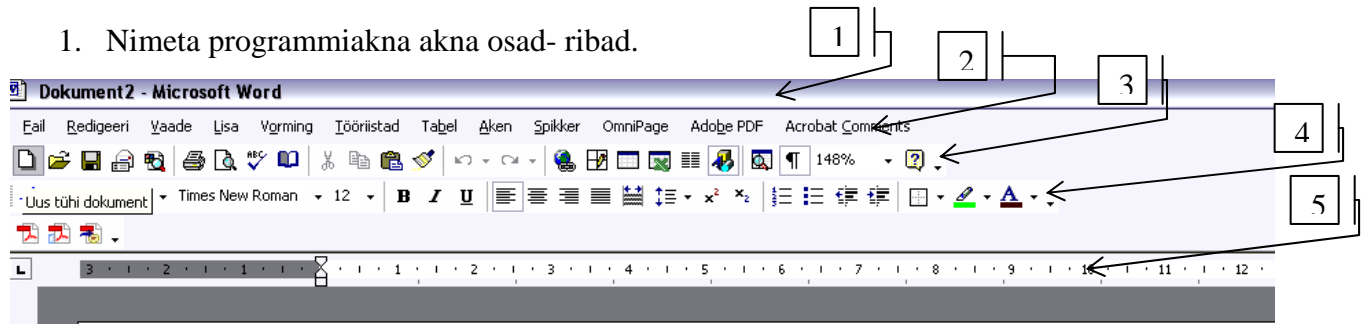 1. Nimeta programmiakna akna osad- ribad.
1
2
3
4
5
Dokument2 - Microsoft Word
Fail Redigeeri Vaade Lisa Vorming Tööriistad Tabel Aken Spikker OmniPage Adobe PDF Acrobat Comments
148%
Uus tühi dokument Times New Roman 12 B I U x² x₂ A
L 3 2 1 1 2 3 4 5 6 7 8 9 10 11 12